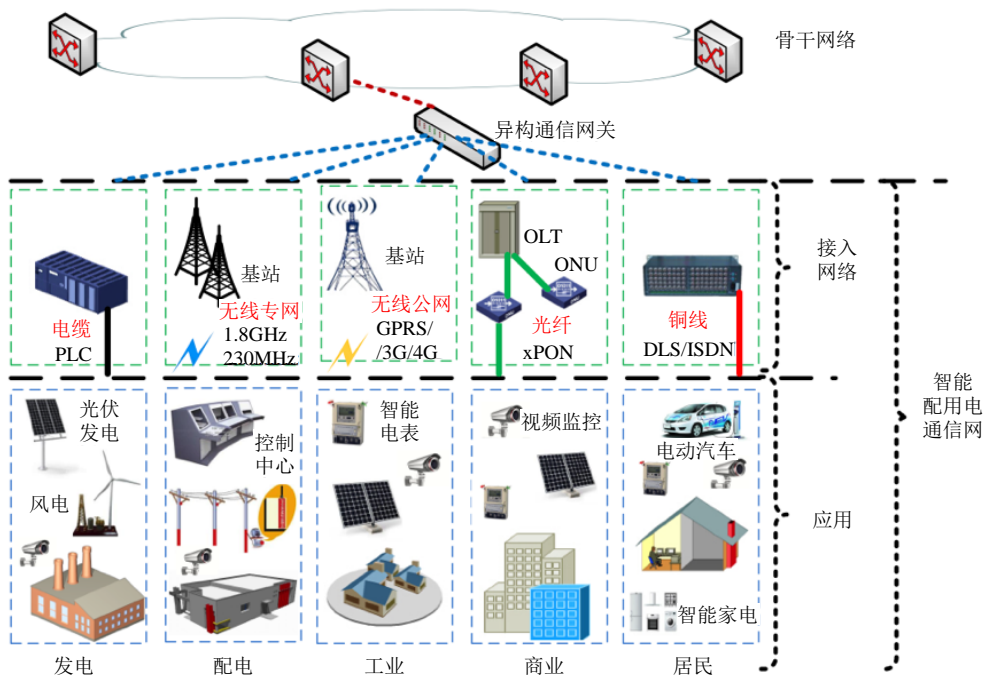 骨干网络
异构通信网关
接入
网络
基站
电缆
PLC
无线专网
1.8GHz
230MHz
基站
无线公网
GPRS/
/3G/4G
OLT
ONU
光纤
xPON
铜线
DLS/ISDN
智能
配用电
通信网
光伏
发电
风电
控制
中心
智能
电表
视频监控
电动汽车
智能家电
应用
发电
配电
工业
商业
居民